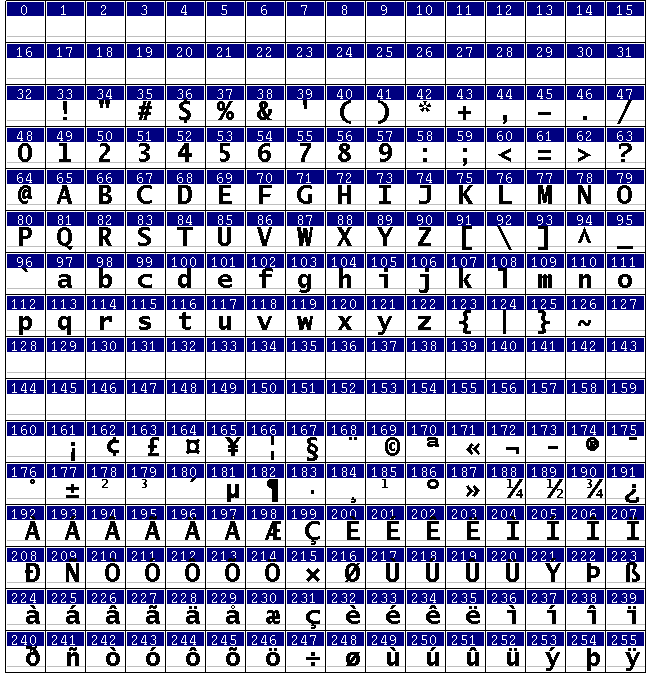 0 1 2 3 4 5 6 7 8 9 10 11 12 13 14 15
16 17 18 19 20 21 22 23 24 25 26 27 28 29 30 31
32 33 34 35 36 37 38 39 40 41 42 43 44 45 46 47
! " # $ % & ' ( ) * + , - . /
48 49 50 51 52 53 54 55 56 57 58 59 60 61 62 63
0 1 2 3 4 5 6 7 8 9 : ; < = > ?
64 65 66 67 68 69 70 71 72 73 74 75 76 77 78 79
@ A B C D E F G H I J K L M N O
80 81 82 83 84 85 86 87 88 89 90 91 92 93 94 95
P Q R S T U V W X Y Z [ \ ] ^ _
96 97 98 99 100 101 102 103 104 105 106 107 108 109 110 111
` a b c d e f g h i j k l m n o
112 113 114 115 116 117 118 119 120 121 122 123 124 125 126 127
p q r s t u v w x y z { | } ~
128 129 130 131 132 133 134 135 136 137 138 139 140 141 142 143
144 145 146 147 148 149 150 151 152 153 154 155 156 157 158 159
160 161 162 163 164 165 166 167 168 169 170 171 172 173 174 175
¡ ¢ £ ¤ ¥ ¦ § ¨ © ª « ¬ - ® ¯
176 177 178 179 180 181 182 183 184 185 186 187 188 189 190 191
° ± ² ³ ´ µ ¶ · ¸ ¹ º » ¼ ½ ¾ ¿
192 193 194 195 196 197 198 199 200 201 202 203 204 205 206 207
A A A A A A Æ Ç E E E E I I I I
208 209 210 211 212 213 214 215 216 217 218 219 220 221 222 223
Ð N O O O O O × Ø U U U U Y Þ ß
224 225 226 227 228 229 230 231 232 233 234 235 236 237 238 239
à á â ã ä å æ ç è é ê ë ì í î ï
240 241 242 243 244 245 246 247 248 249 250 251 252 253 254 255
ð ñ ò ó ô õ ö ÷ ø ù ú û ü ý þ ÿ